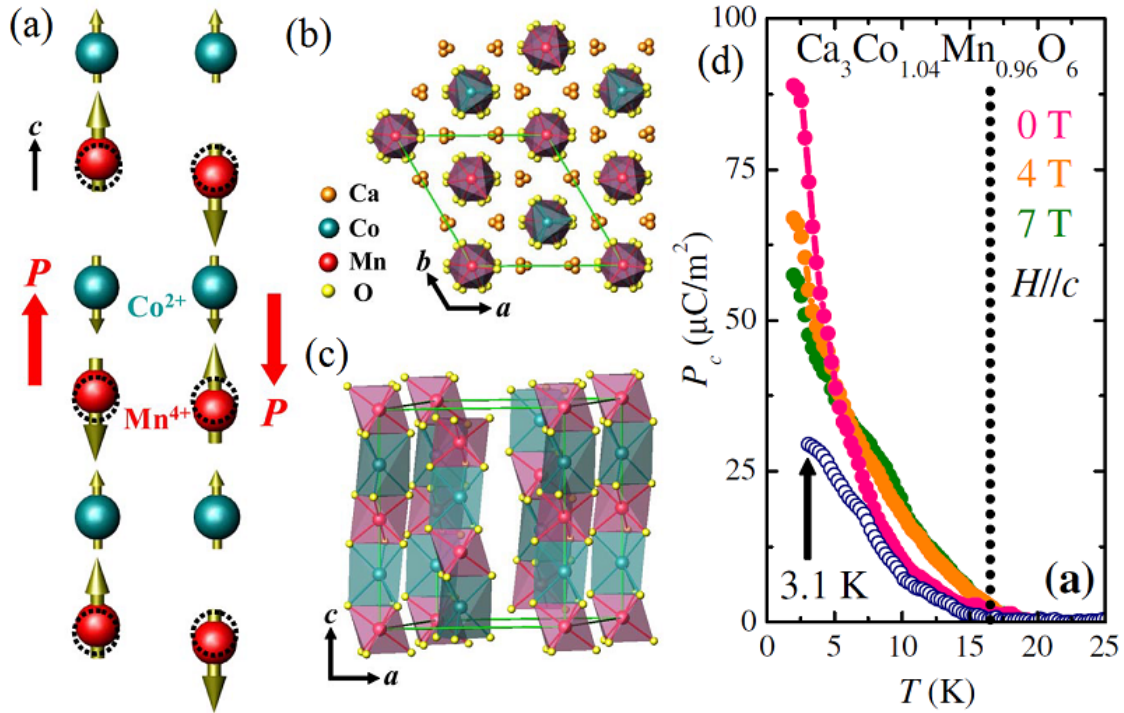 (a)
c
P
Co2+
Mn4+
P
(b)
Ca
Co
Mn
O
b
a
(c)
c
a
(d)
Ca3Co1.04Mn0.96O6
0 T
4 T
7 T
H//c
3.1 K
(a)
100
75
50
25
0
Pc (μC/m2)
0 5 10 15 20 25
T (K)